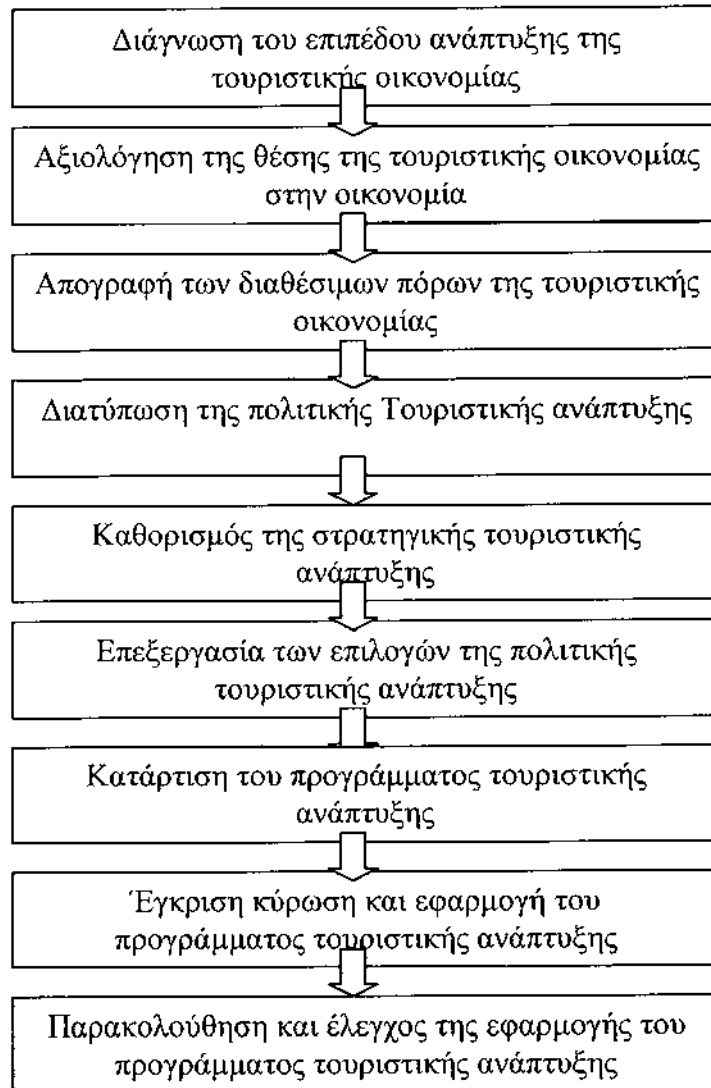 Διάγνωση του επιπέδου ανάπτυξης της
τουριστικής οικονομίας
Αξιολόγηση της θέσης της τουριστικής οικονομίας
στην οικονομία
Απογραφή των διαθέσιμων πόρων της τουριστικής
οικονομίας
Διατύπωση της πολιτικής Τουριστικής ανάπτυξης
Καθορισμός της στρατηγικής τουριστικής
ανάπτυξης
Επεξεργασία των επιλογών της πολιτικής
τουριστικής ανάπτυξης
Κατάρτιση του προγράμματος τουριστικής
ανάπτυξης
Έγκριση κύρωση και εφαρμογή του
προγράμματος τουριστικής ανάπτυξης
Παρακολούθηση και έλεγχος της εφαρμογής του
προγράμματος τουριστικής ανάπτυξης